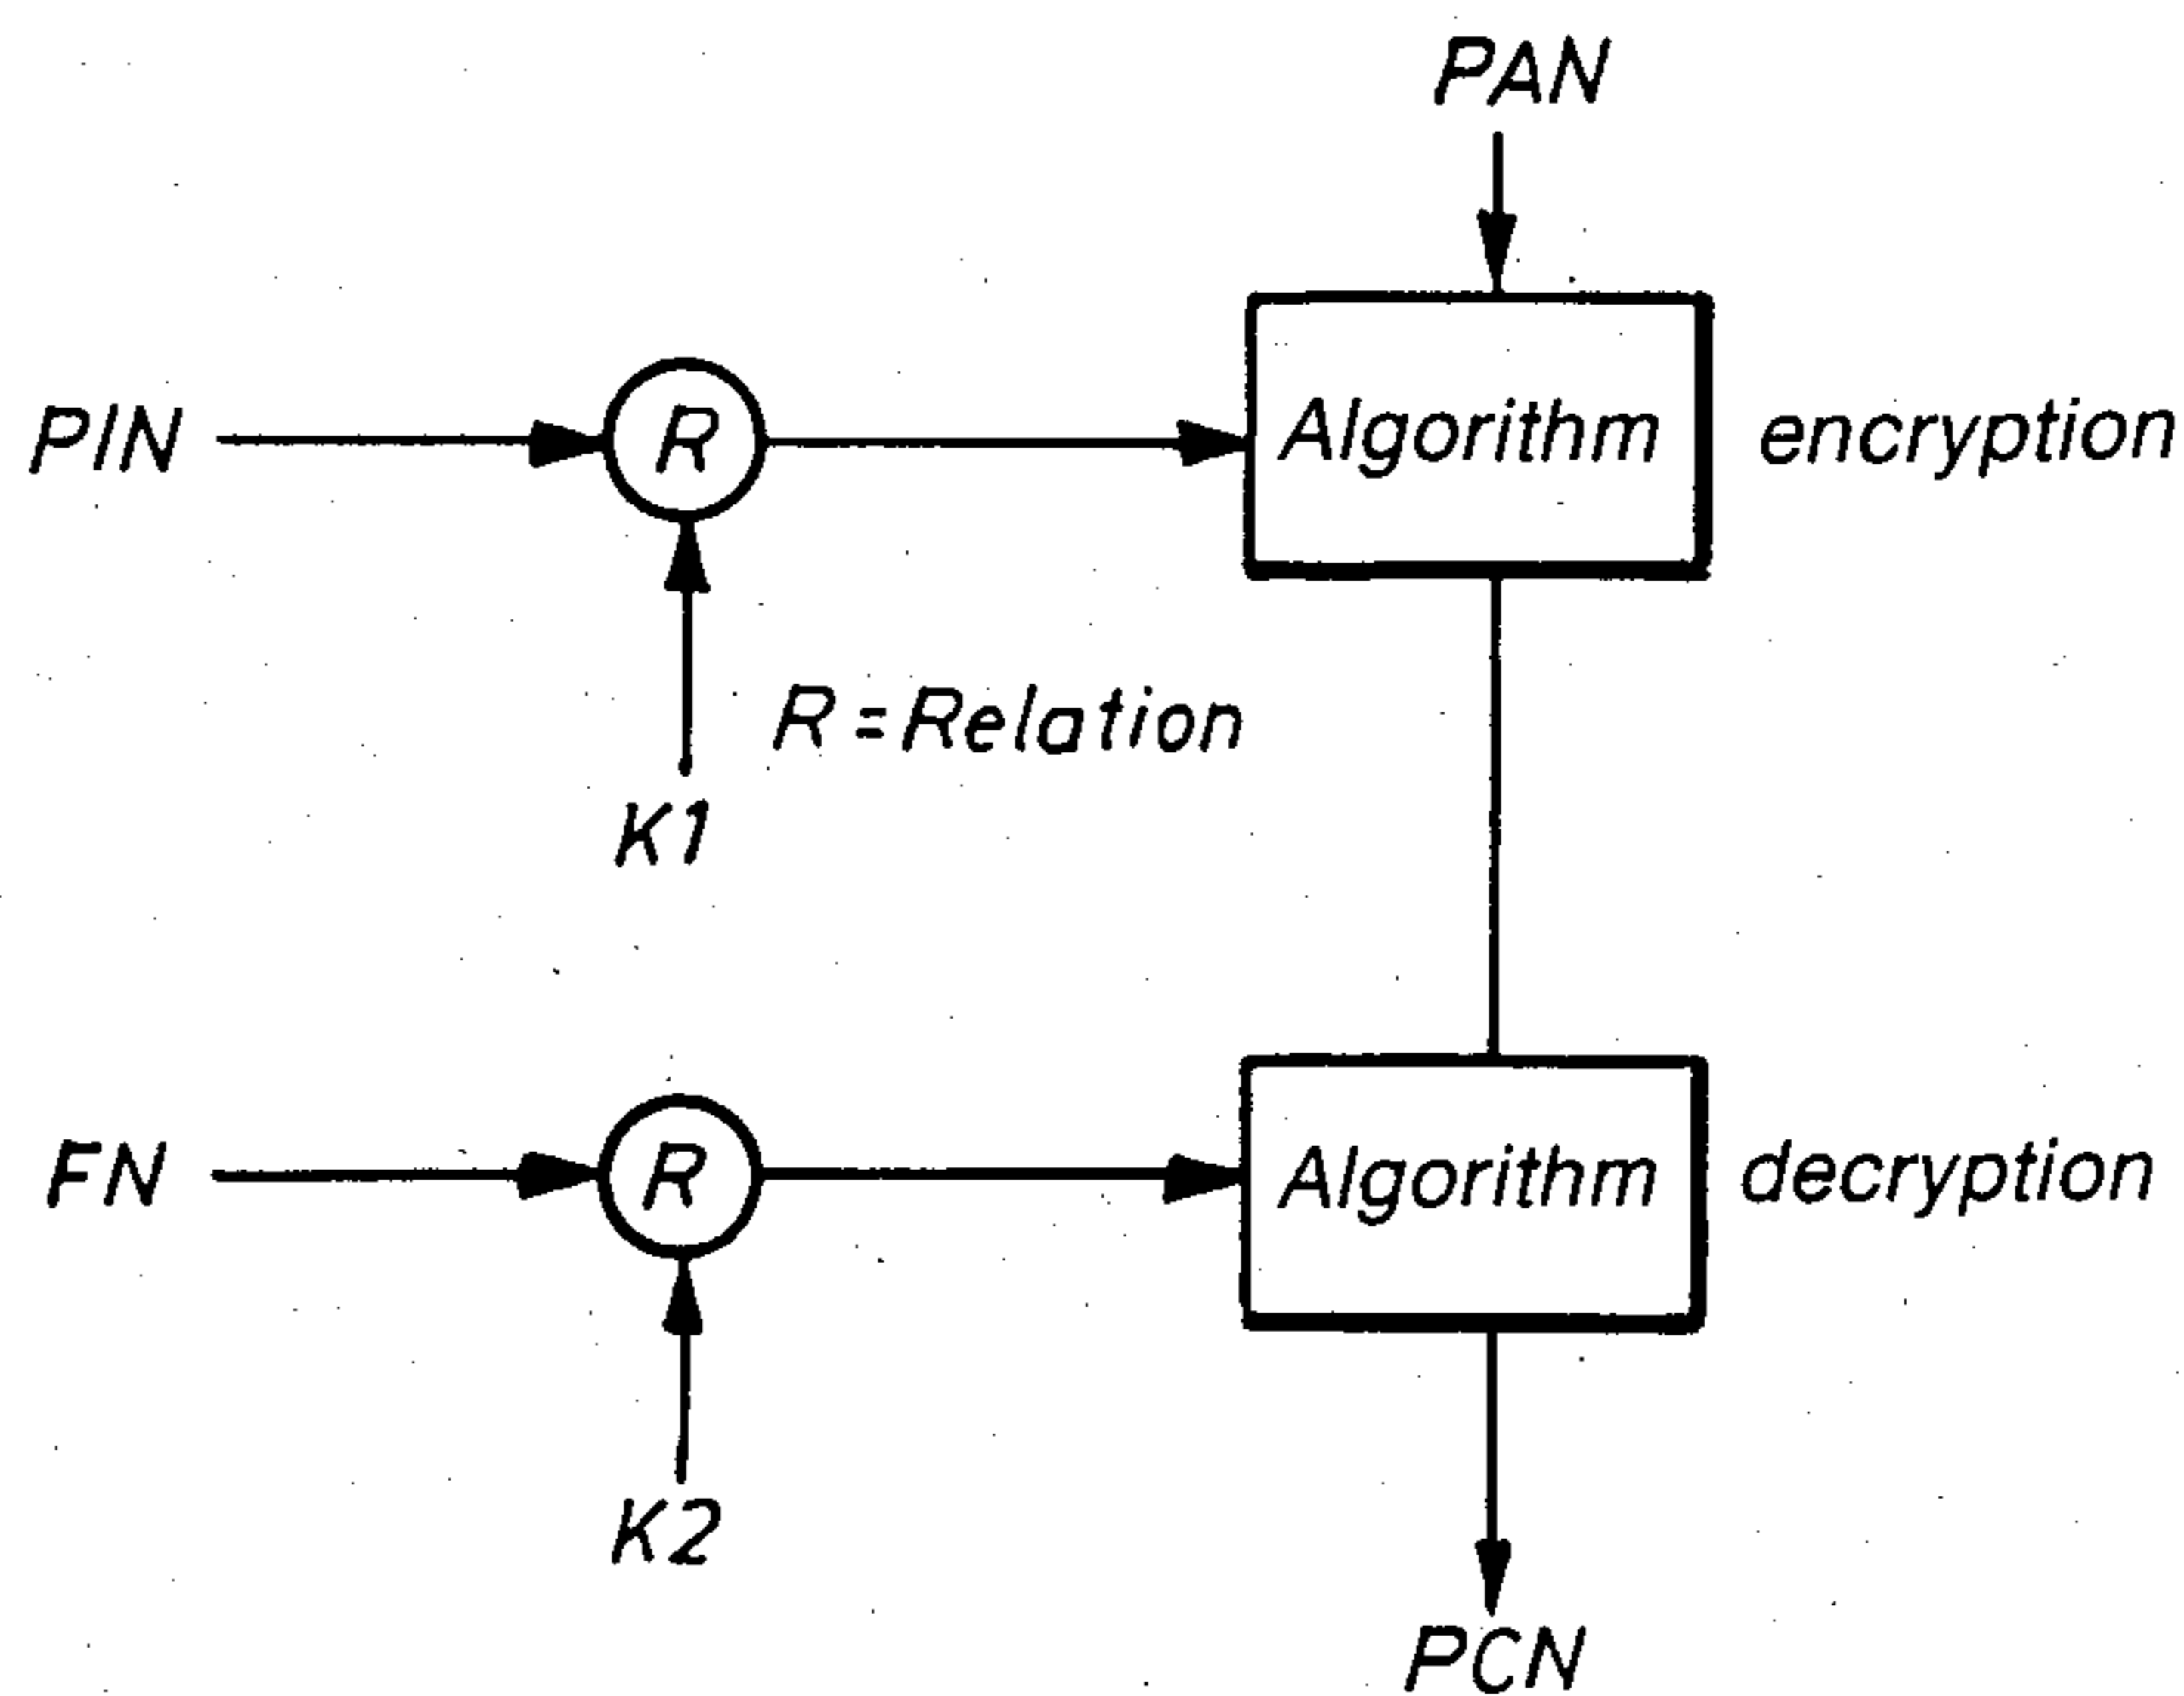 PAN
PIN
R
Algorithm
encryption
R=Relation
K1
FN
R
Algorithm
decryption
K2
PCN